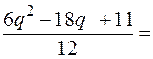 (6q² − 18q + 11) / 12 =